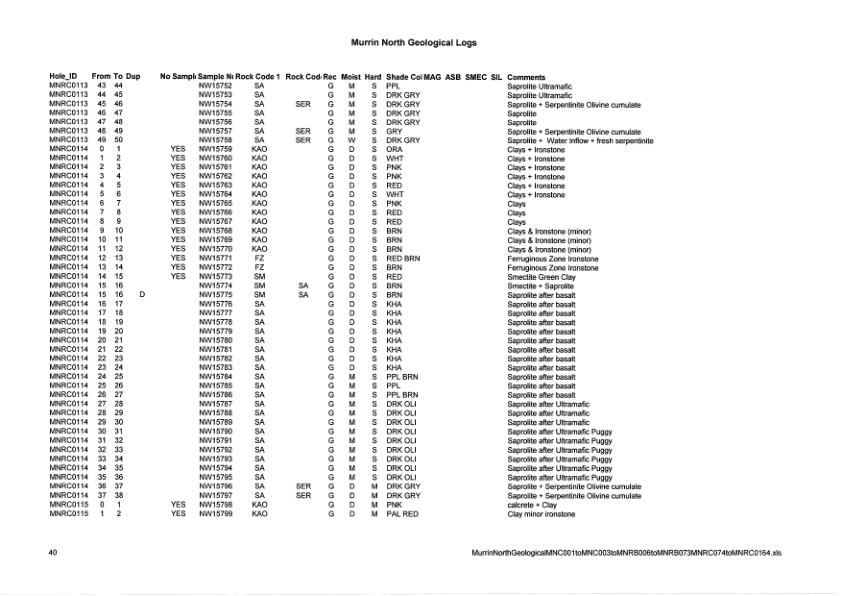 Murrin North Geological Logs
Hole_ID From To Dup No Sampl Sample Nu Rock Code 1 Rock Cod Rec Moist Hard Shade Col MAG ASB SMEC SIL Comments
MNRC0113 43 44 NW15752 SA G M S PPL Saprolite Ultramafic
MNRC0113 44 45 NW15753 SA G M S DRK GRY Saprolite Ultramafic
MNRC0113 45 46 NW15754 SA SER G M S DRK GRY Saprolite + Serpentinite Olivine cumulate
MNRC0113 46 47 NW15755 SA G M S DRK GRY Saprolite
MNRC0113 47 48 NW15756 SA G M S DRK GRY Saprolite
MNRC0113 48 49 NW15757 SA SER G M S GRY Saprolite + Serpentinite Olivine cumulate
MNRC0113 49 50 NW15758 SA SER G W S DRK GRY Saprolite + Water Inflow + fresh serpentinite
MNRC0114 0 1 YES NW15759 KAO G D S ORA Clays + Ironstone
MNRC0114 1 2 YES NW15760 KAO G D S WHT Clays + Ironstone
MNRC0114 2 3 YES NW15761 KAO G D S PNK Clays + Ironstone
MNRC0114 3 4 YES NW15762 KAO G D S PNK Clays + Ironstone
MNRC0114 4 5 YES NW15763 KAO G D S RED Clays + Ironstone
MNRC0114 5 6 YES NW15764 KAO G D S WHT Clays + Ironstone
MNRC0114 6 7 YES NW15765 KAO G D S PNK Clays
MNRC0114 7 8 YES NW15766 KAO G D S RED Clays
MNRC0114 8 9 YES NW15767 KAO G D S RED Clays
MNRC0114 9 10 YES NW15768 KAO G D S BRN Clays & Ironstone (minor)
MNRC0114 10 11 YES NW15769 KAO G D S BRN Clays & Ironstone (minor)
MNRC0114 11 12 YES NW15770 KAO G D S BRN Clays & Ironstone (minor)
MNRC0114 12 13 YES NW15771 FZ G D S RED BRN Ferruginous Zone Ironstone
MNRC0114 13 14 YES NW15772 FZ G D S BRN Ferruginous Zone Ironstone
MNRC0114 14 15 YES NW15773 SM G D S RED Smectite Green Clay
MNRC0114 15 16 NW15774 SM SA G D S BRN Smectite + Saprolite
MNRC0114 15 16 D NW15775 SM SA G D S BRN Saprolite after basalt
MNRC0114 16 17 NW15776 SA G D S KHA Saprolite after basalt
MNRC0114 17 18 NW15777 SA G D S KHA Saprolite after basalt
MNRC0114 18 19 NW15778 SA G D S KHA Saprolite after basalt
MNRC0114 19 20 NW15779 SA G D S KHA Saprolite after basalt
MNRC0114 20 21 NW15780 SA G D S KHA Saprolite after basalt
MNRC0114 21 22 NW15781 SA G D S KHA Saprolite after basalt
MNRC0114 22 23 NW15782 SA G D S KHA Saprolite after basalt
MNRC0114 23 24 NW15783 SA G D S KHA Saprolite after basalt
MNRC0114 24 25 NW15784 SA G M S PPL BRN Saprolite after basalt
MNRC0114 25 26 NW15785 SA G M S PPL Saprolite after basalt
MNRC0114 26 27 NW15786 SA G M S PPL BRN Saprolite after basalt
MNRC0114 27 28 NW15787 SA G M S DRK OLI Saprolite after Ultramafic
MNRC0114 28 29 NW15788 SA G M S DRK OLI Saprolite after Ultramafic
MNRC0114 29 30 NW15789 SA G M S DRK OLI Saprolite after Ultramafic
MNRC0114 30 31 NW15790 SA G M S DRK OLI Saprolite after Ultramafic Puggy
MNRC0114 31 32 NW15791 SA G M S DRK OLI Saprolite after Ultramafic Puggy
MNRC0114 32 33 NW15792 SA G M S DRK OLI Saprolite after Ultramafic Puggy
MNRC0114 33 34 NW15793 SA G M S DRK OLI Saprolite after Ultramafic Puggy
MNRC0114 34 35 NW15794 SA G M S DRK OLI Saprolite after Ultramafic Puggy
MNRC0114 35 36 NW15795 SA G M S DRK OLI Saprolite after Ultramafic Puggy
MNRC0114 36 37 NW15796 SA SER G D M DRK GRY Saprolite + Serpentinite Olivine cumulate
MNRC0114 37 38 NW15797 SA SER G D M DRK GRY Saprolite + Serpentinite Olivine cumulate
MNRC0115 0 1 YES NW15798 KAO G D M PNK calcrete + Clay
MNRC0115 1 2 YES NW15799 KAO G D M PAL RED Clay minor ironstone
40 MurrinNorthGeologicalMNC001toMNC003toMNRB006toMNRB073MNRC074toMNRC0164.xls